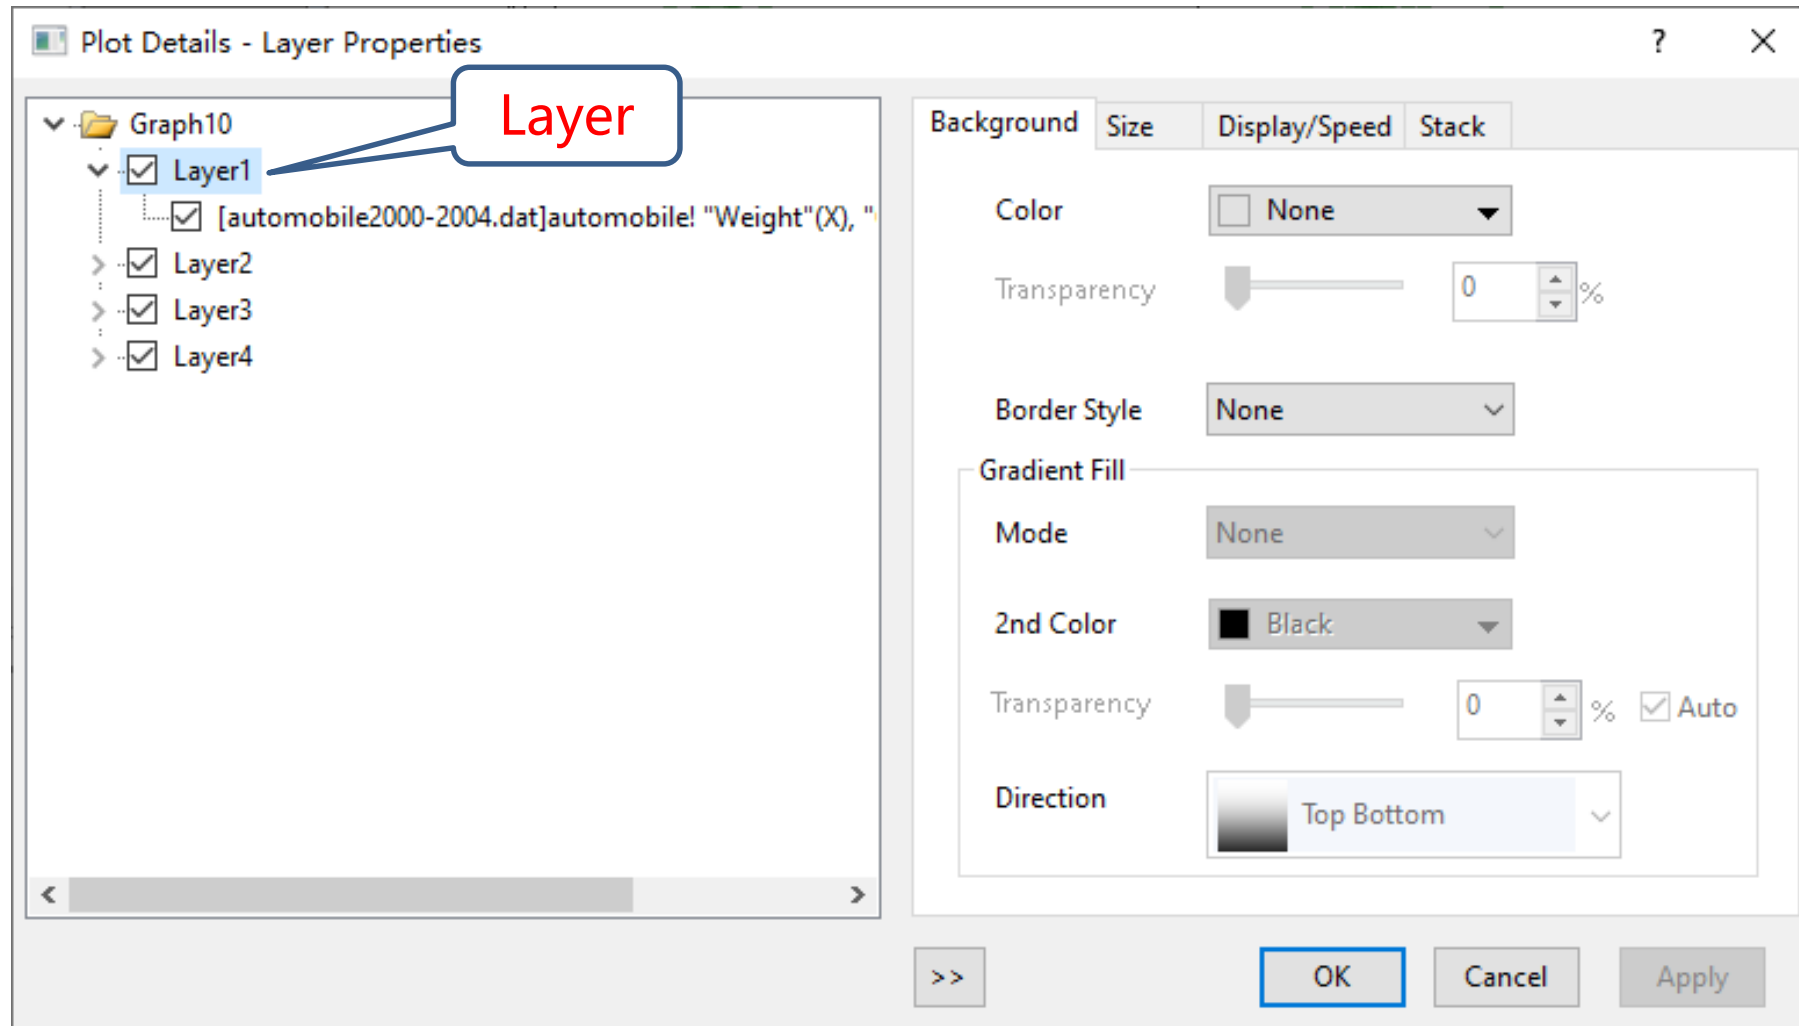 Plot Details - Layer Properties
?
Layer
Graph10
Layer1
[automobile2000-2004.dat]automobile! "Weight"(X), "
Layer2
Layer3
Layer4
Background
Size
Display/Speed
Stack
Color
None
Transparency
0
%
Border Style
None
Gradient Fill
Mode
None
2nd Color
Black
Transparency
0
%
Auto
Direction
Top Bottom
>>
OK
Cancel
Apply